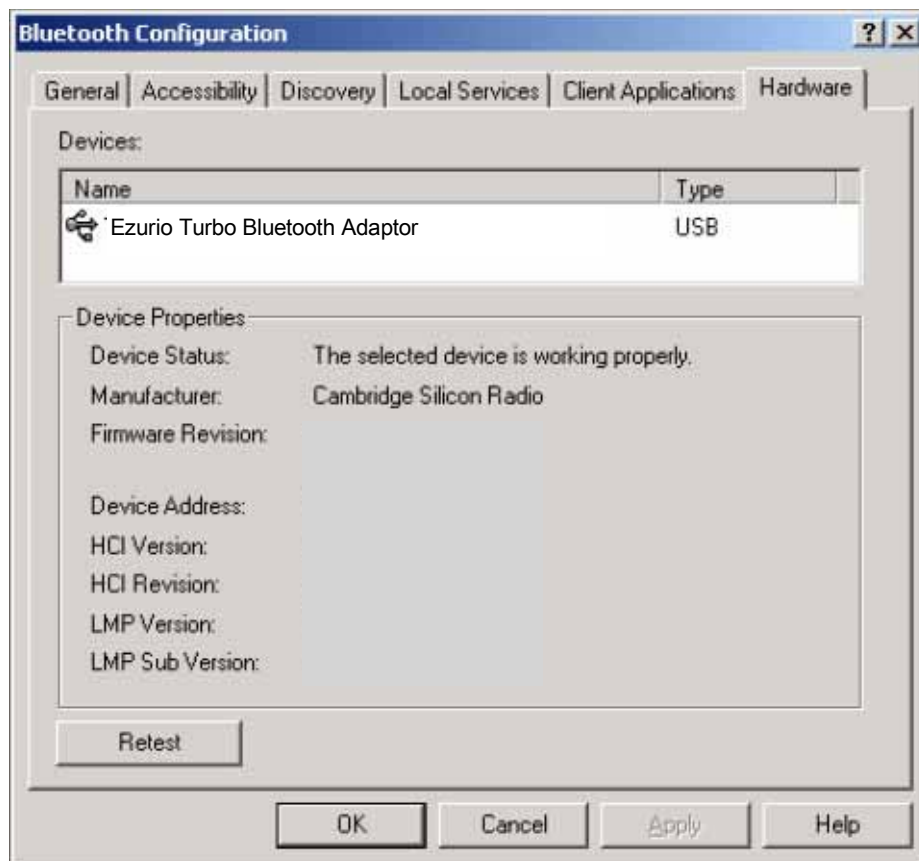 Bluetooth Configuration ? X
General Accessibility Discovery Local Services Client Applications Hardware
Devices:
Name Type
Ezurio Turbo Bluetooth Adaptor USB
Device Properties
Device Status: The selected device is working properly.
Manufacturer: Cambridge Silicon Radio
Firmware Revision:
Device Address:
HCI Version:
HCI Revision:
LMP Version:
LMP Sub Version:
Retest
OK Cancel Apply Help